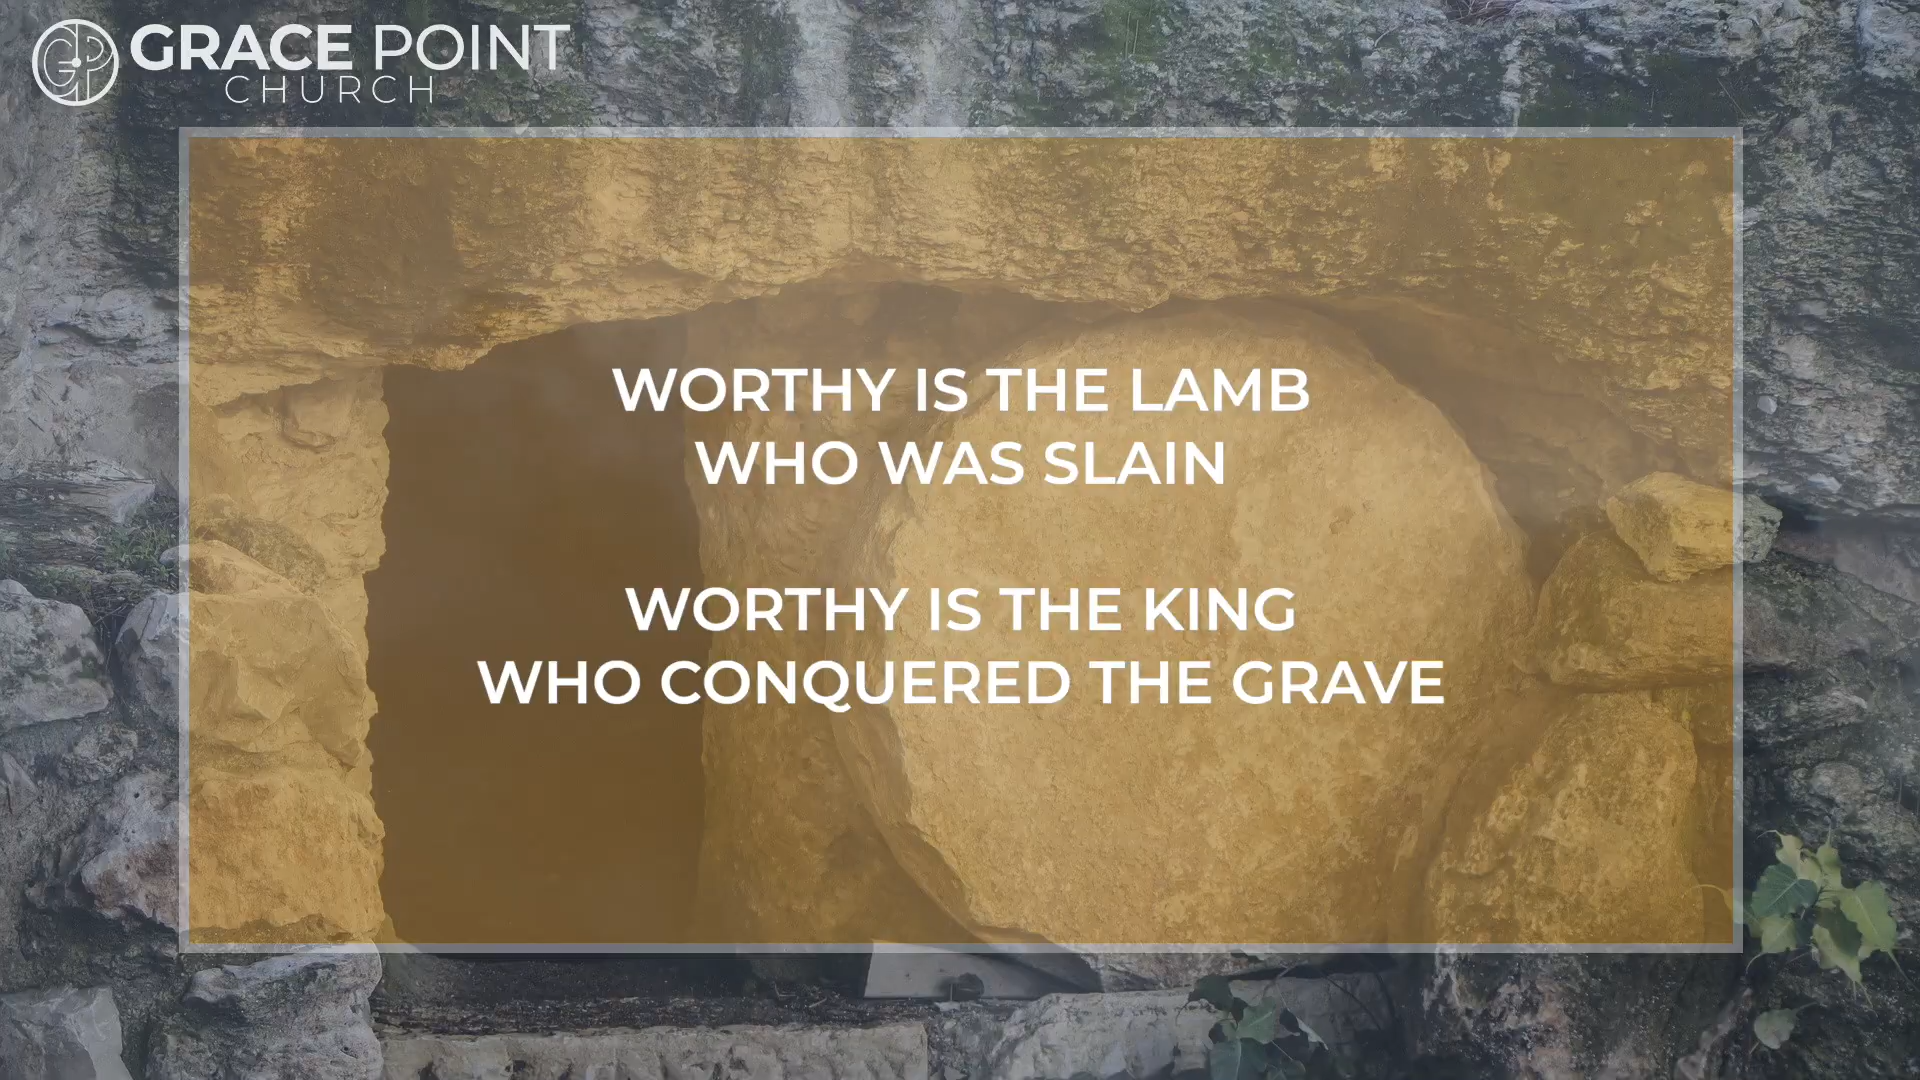 GRACE POINT
CHURCH
WORTHY IS THE LAMB
WHO WAS SLAIN
WORTHY IS THE KING
WHO CONQUERED THE GRAVE